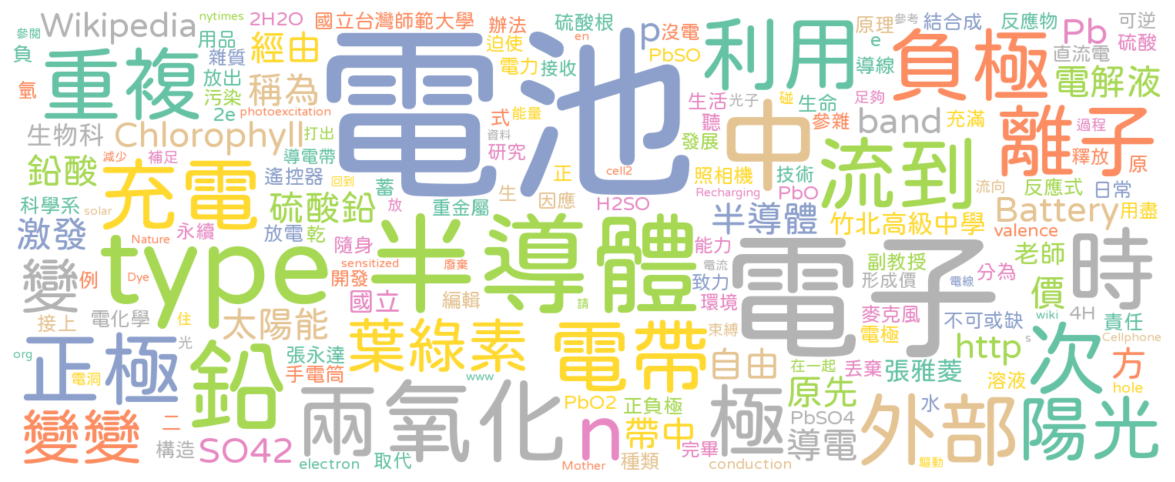 Wikipedia
nytimes
2H2O
國立台灣師範大學
辦法
硫酸根
en
p
沒電
利用
原理
參考
結合成
反應物
可逆
參閱
用品
電池
迫使
PbSO
e
負極
Pb
硫酸
負
重複
雜質
經由
電力
接收
導線
直流電
電解液
氫
放出
污染
稱為
2e
photoexcitation
式
能量
生活
光子
碰
生命
足夠
中
聽
參雜
band
充滿
過程
離子
生物科
Chlorophyll
打出
資料
研究
發展
流到
釋放
原
鉛酸
減少
補足
導電帶
正
cell2
照相機
技術
充電
遙控器
回到
蓄
生
因應
Recharging
PbO
流向
反應式
日常
科學系
solar
硫酸鉛
放
重金屬
H2SO
半導體
竹北高級中學
Battery
用盡
valence
激發
Nature
永續
放電
乾
隨身
半導體
能力
電子
老師
時
type
sensitized
廢棄
電流
副教授
變
例
Dye
開發
致力
形成價
電線
分為
價
國立
編輯
請
環境
接上
電化學
住
太陽能
葉綠素
電帶
束縛
麥克風
電極
不可或缺
wiki
4H
責任
正極
光
鉛
張永達
自由
http
s
Cellphone
org
電洞
手電筒
www
在一起
丟棄
張雅菱
次
方
兩氧化
PbO2
正負極
極
原先
溶液
hole
變變
二
n
帶中
PbSO4
外部
水
陽光
構造
SO42
完畢
導電
electron
取代
Mother
種類
conduction
驅動